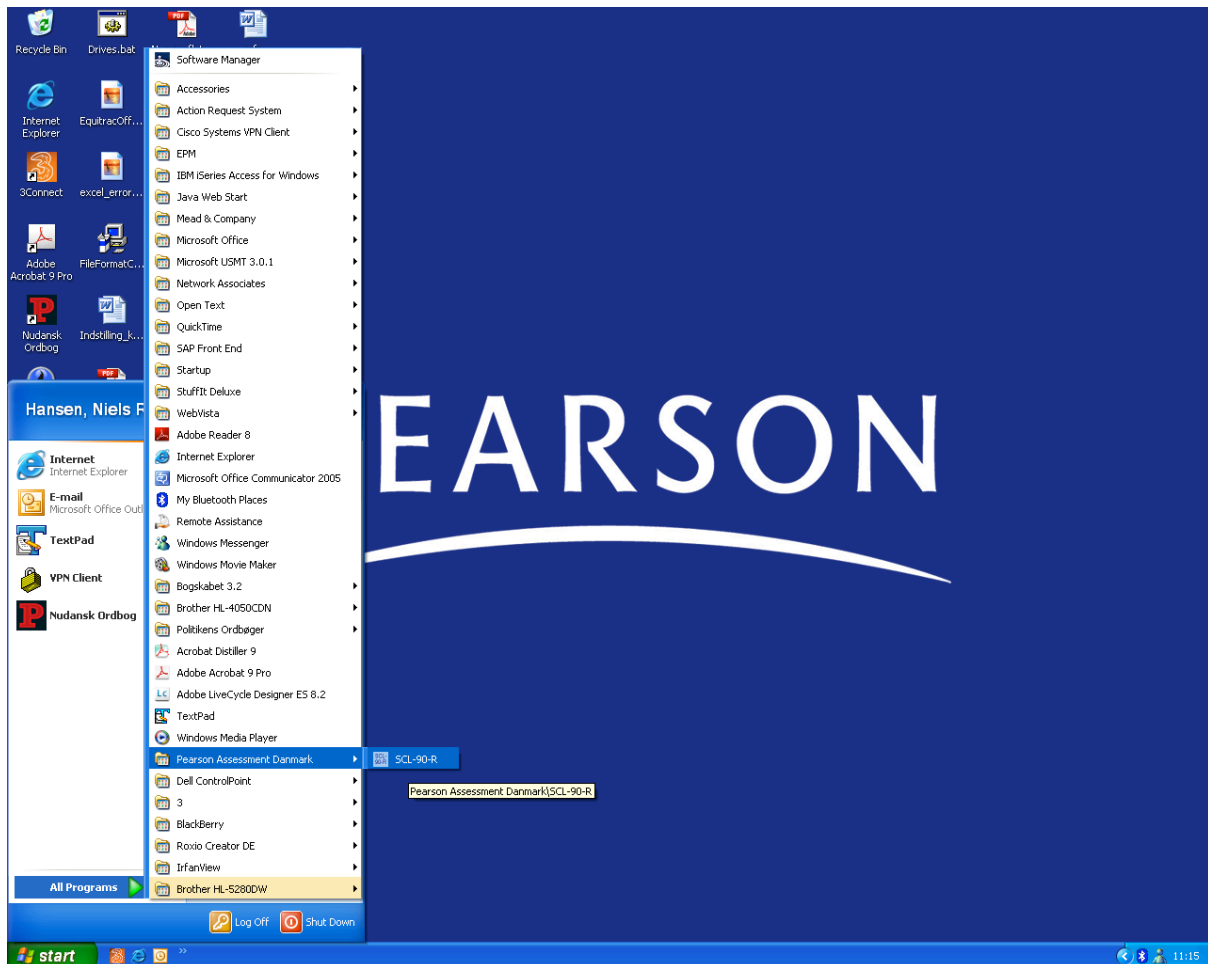 Recycle Bin
Drives.bat
Internet Explorer
EquitracOff...
3Connect
excel_error...
Adobe Acrobat 9 Pro
FileFormatC...
Nudansk Ordbog
Indstilling_k...
Hansen, Niels R
Internet
Internet Explorer
E-mail
Microsoft Office Outl
TextPad
VPN Client
Nudansk Ordbog
All Programs
Software Manager
Accessories
Action Request System
Cisco Systems VPN Client
EPM
IBM iSeries Access for Windows
Java Web Start
Mead & Company
Microsoft Office
Microsoft USMT 3.0.1
Network Associates
Open Text
QuickTime
SAP Front End
Startup
StuffIt Deluxe
WebVista
Adobe Reader 8
Internet Explorer
Microsoft Office Communicator 2005
My Bluetooth Places
Remote Assistance
Windows Messenger
Windows Movie Maker
Bogskabet 3.2
Brother HL-4050CDN
Politikens Ordbøger
Acrobat Distiller 9
Adobe Acrobat 9 Pro
Adobe LiveCycle Designer ES 8.2
TextPad
Windows Media Player
Pearson Assessment Danmark
SCL-90-R
Pearson Assessment Danmark\SCL-90-R
Dell ControlPoint
3
BlackBerry
Roxio Creator DE
IrfanView
Brother HL-5280DW
Log Off
Shut Down
EARSON
start
11:15